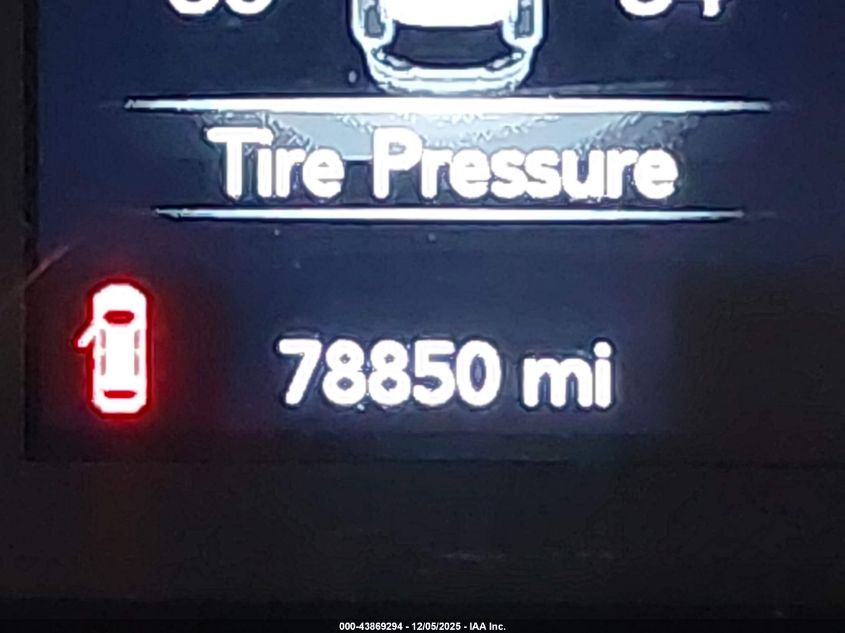 Tire Pressure
78850 mi
000-43869294 - 12/05/2025 - IAA Inc.